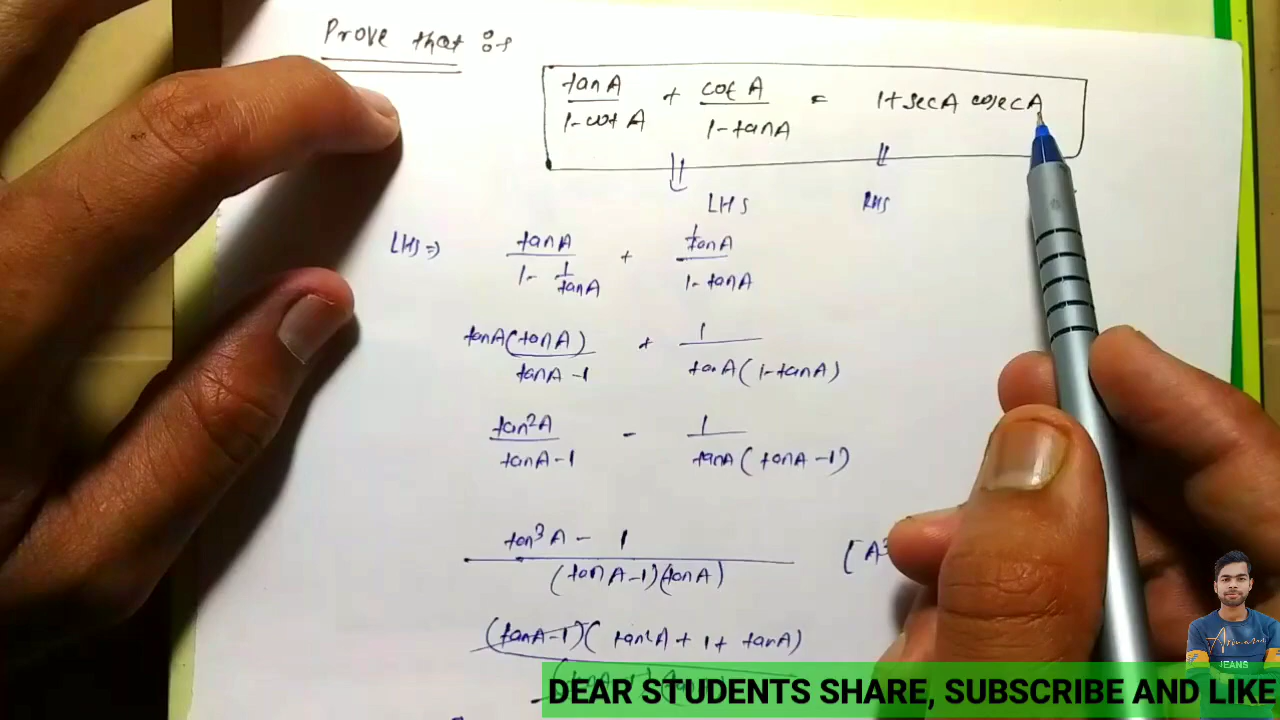 Prove that :-
tanA/1-cotA + cotA/1-tanA = 1+secA cosecA
LHS RHS
LHS⇒ tanA/1-1/tanA + 1/tanA/1-tanA
tanA(tanA)/tanA-1 + 1/tanA(1-tanA)
tan²A/tanA-1 - 1/tanA(tanA-1)
tan³A-1/(tanA-1)(tanA) [A³
(tanA-1)(tan²A+1+tanA)
JEANS
DEAR STUDENTS SHARE, SUBSCRIBE AND LIKE